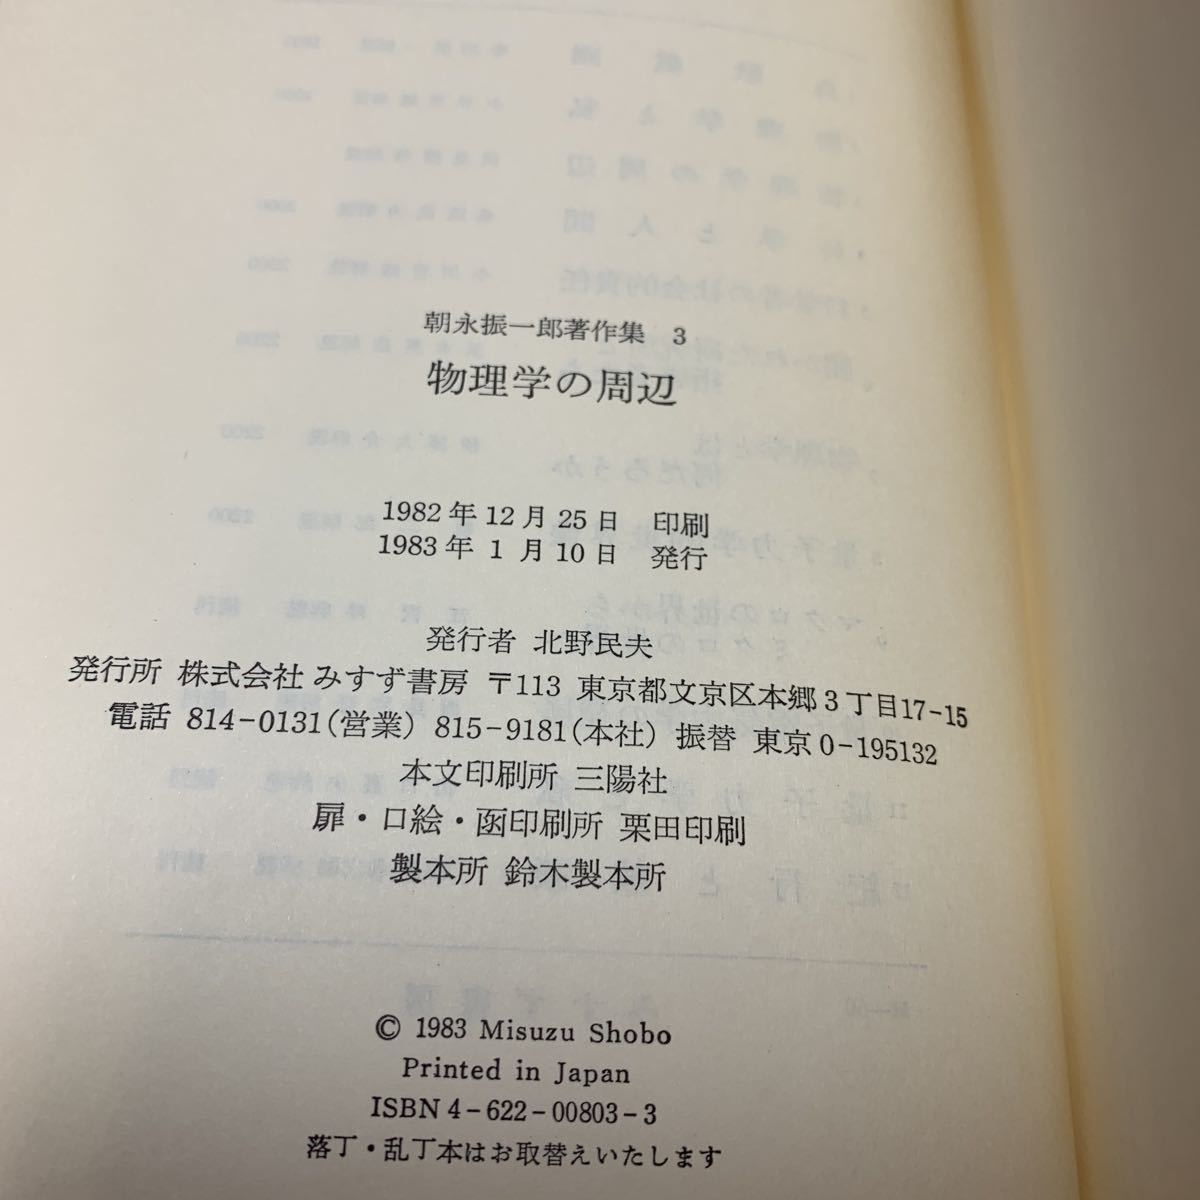 朝永振一郎著作集 3
物理学の周辺
1982年12月25日 印刷
1983年1月10日 発行
発行者 北野民夫
発行所 株式会社 みすず書房 〒113 東京都文京区本郷3丁目17-15
電話 814-0131(営業) 815-9181(本社) 振替 東京0-195132
本文印刷所 三陽社
扉・口絵・函印刷所 栗田印刷
製本所 鈴木製本所
© 1983 Misuzu Shobo
Printed in Japan
ISBN4-622-00803-3
落丁・乱丁本はお取替えいたします